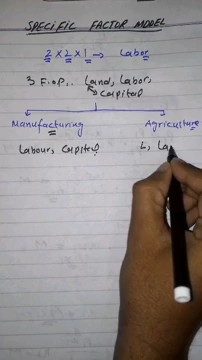 SPECIFIC FACTOR MODEL
2 x 2 x 1 → Labor
3 F.O.P.. Land, Labor,
Capital
Manufacturing Agriculture
Labour, Capital, L, La